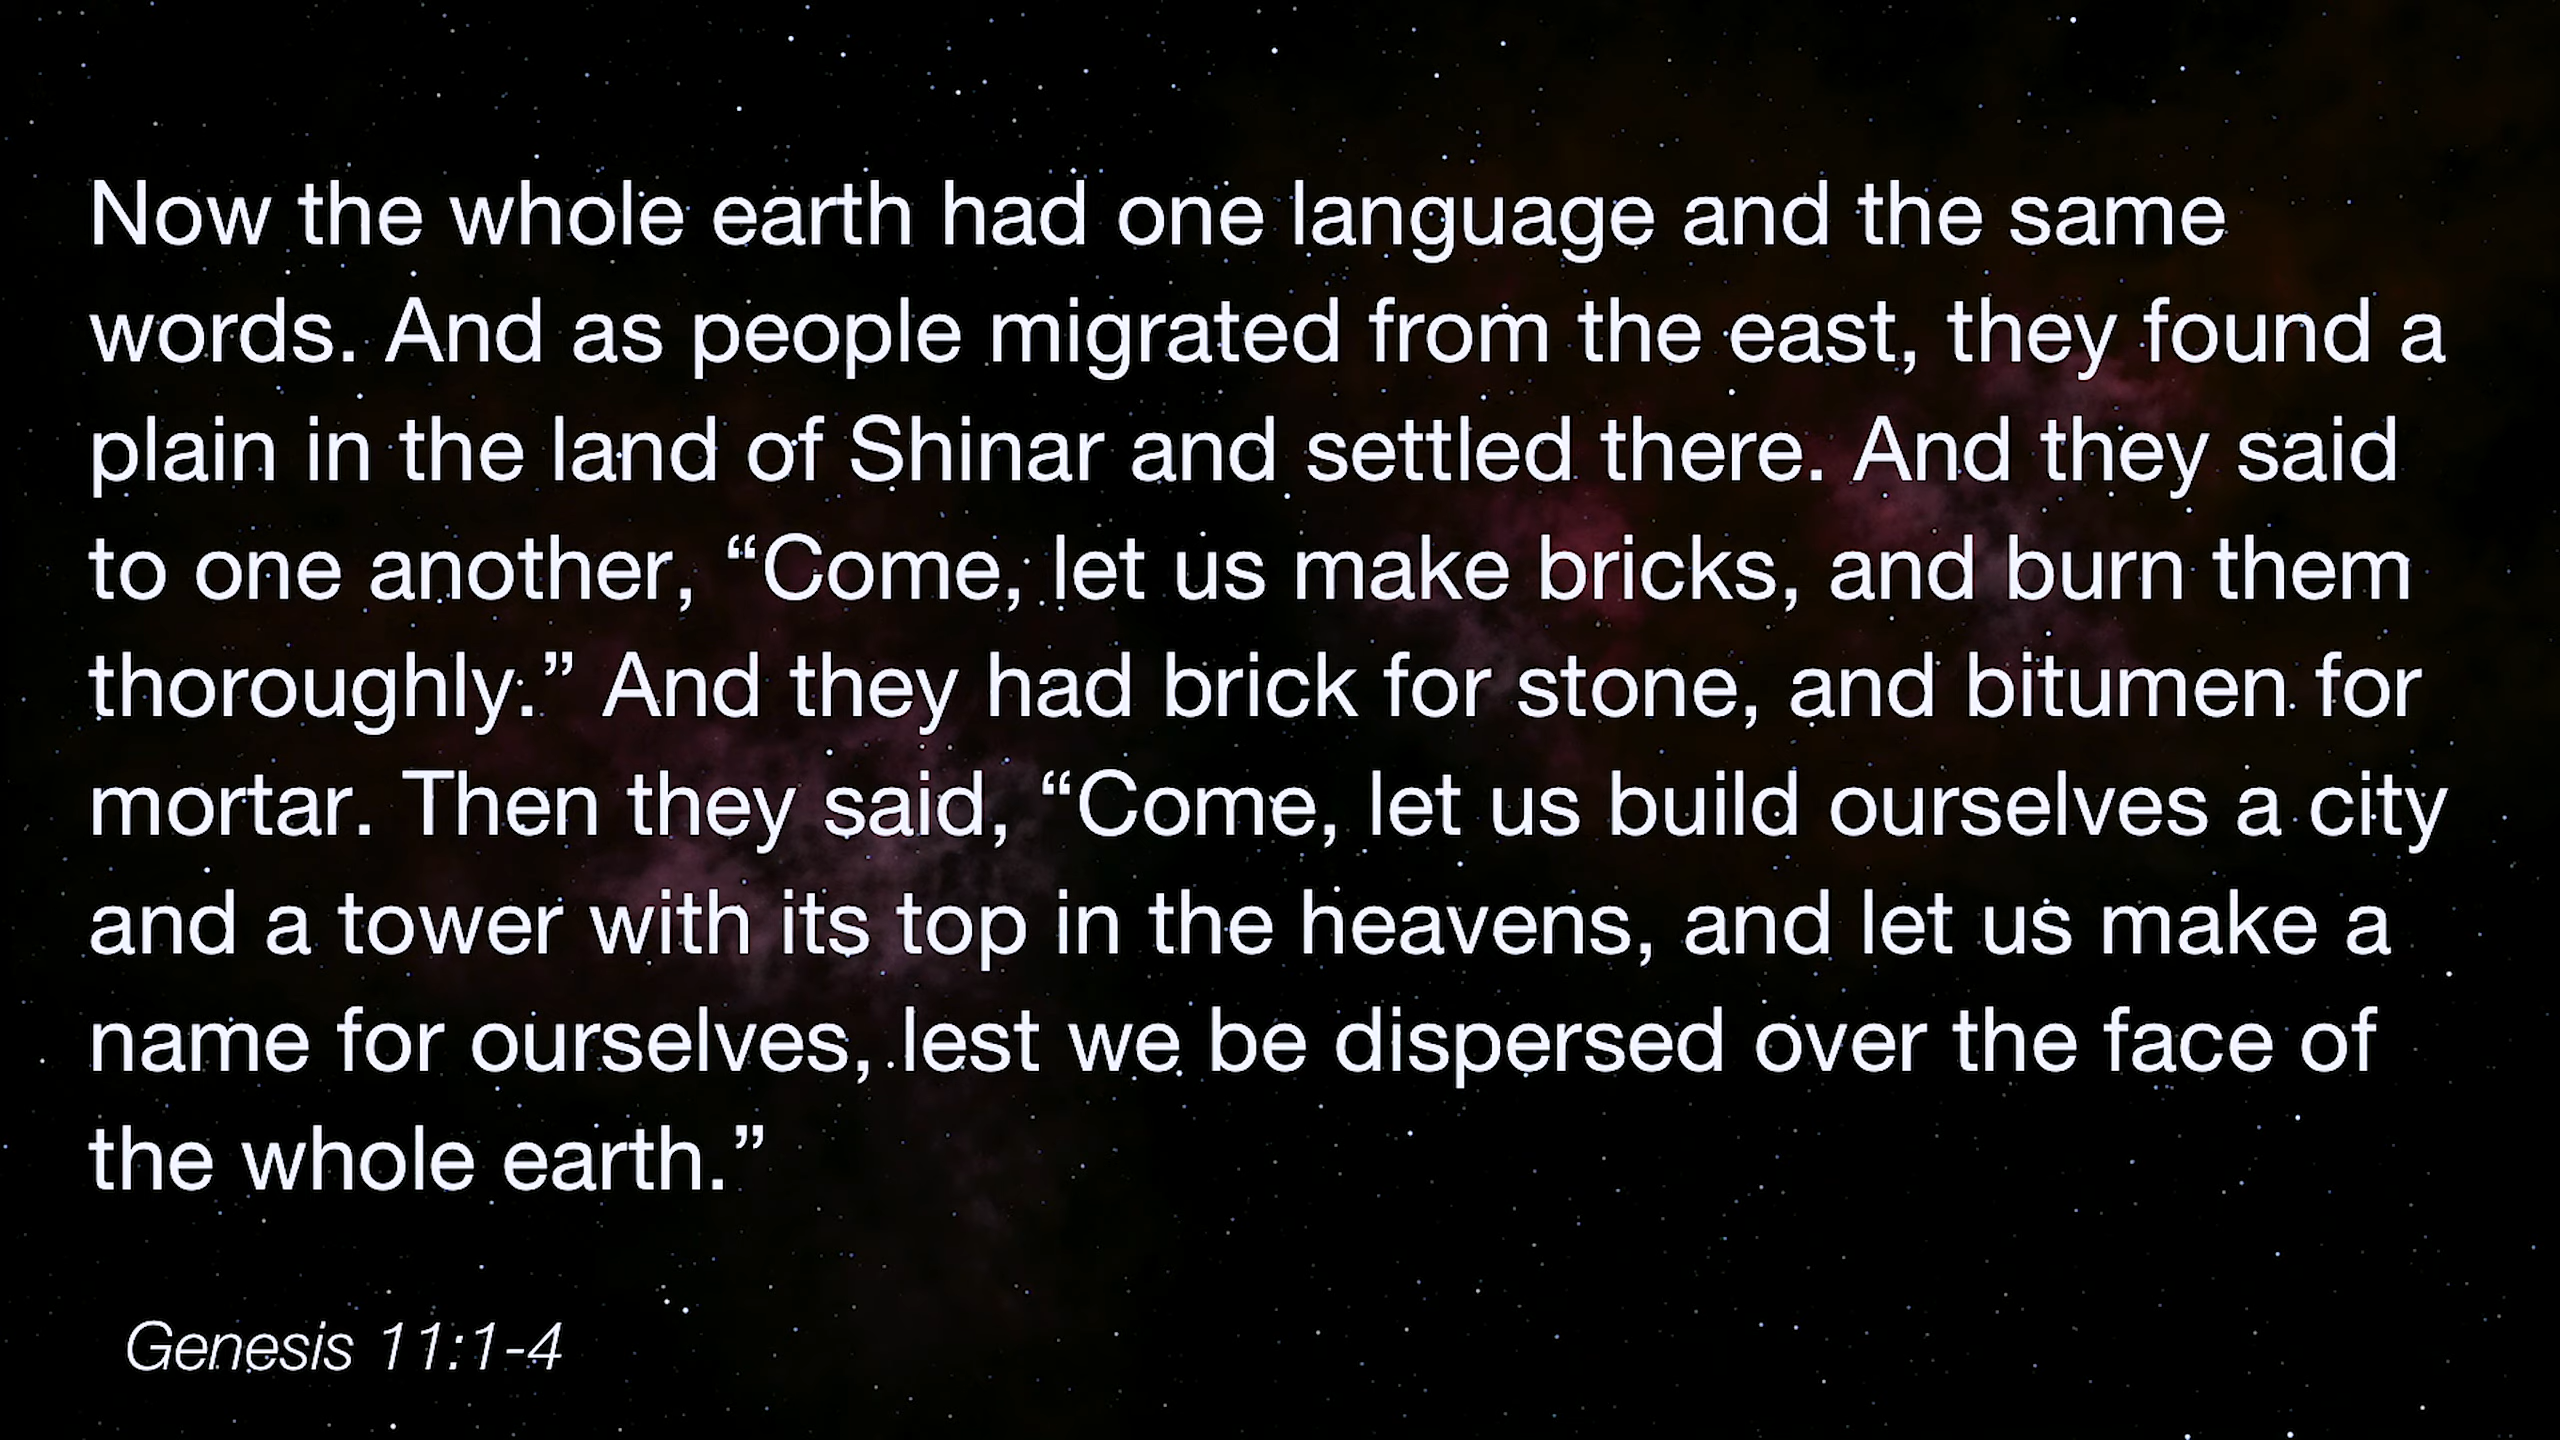 Now the whole earth had one language and the same
words. And as people migrated from the east, they found a
plain in the land of Shinar and settled there. And they said
to one another, “Come, let us make bricks, and burn them
thoroughly.” And they had brick for stone, and bitumen for
mortar. Then they said, “Come, let us build ourselves a city
and a tower with its top in the heavens, and let us make a
name for ourselves, lest we be dispersed over the face of
the whole earth.”
Genesis 11:1-4